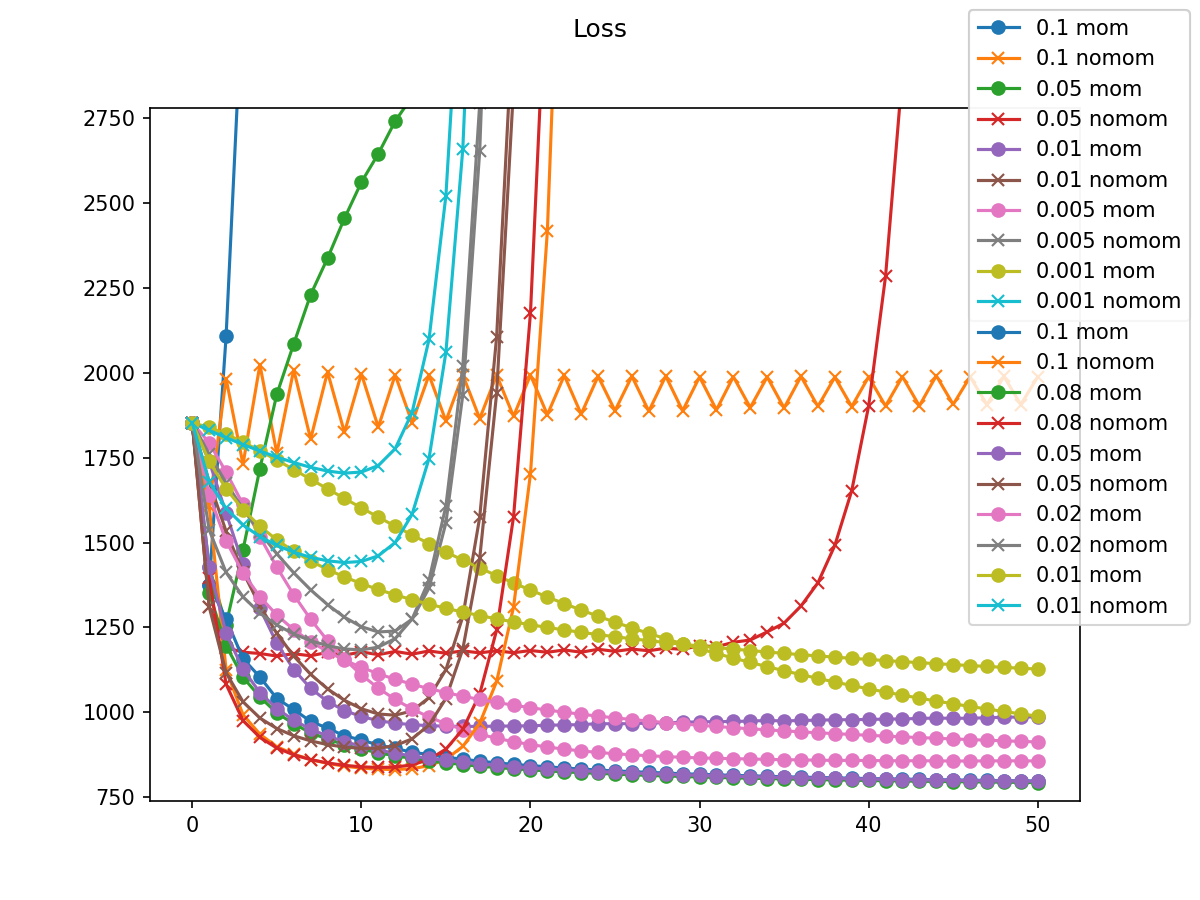 Loss
0.1 mom
0.1 nomom
0.05 mom
0.05 nomom
0.01 mom
0.01 nomom
0.005 mom
0.005 nomom
0.001 mom
0.001 nomom
0.1 mom
0.1 nomom
0.08 mom
0.08 nomom
0.05 mom
0.05 nomom
0.02 mom
0.02 nomom
0.01 mom
0.01 nomom
2750
2500
2250
2000
1750
1500
1250
1000
750
0 10 20 30 40 50